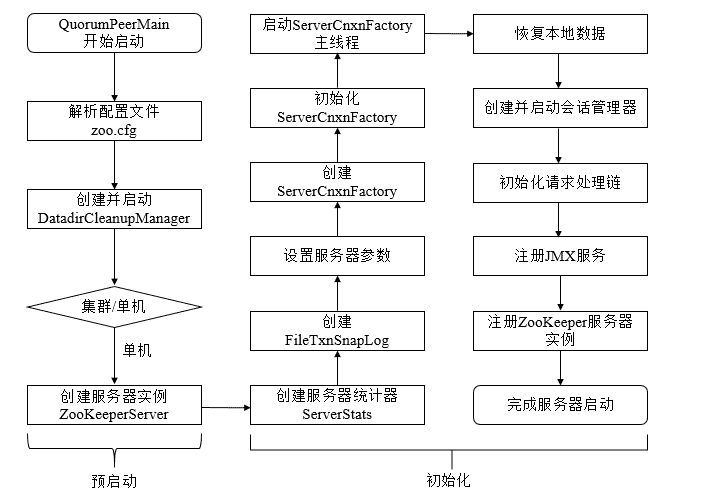 QuorumPeerMain
开始启动
解析配置文件
zoo.cfg
创建并启动
DatadirCleanupManager
集群/单机
单机
创建服务器实例
ZooKeeperServer
预启动
创建服务器统计器
ServerStats
创建
FileTxnSnapLog
设置服务器参数
创建
ServerCnxnFactory
初始化
ServerCnxnFactory
启动ServerCnxnFactory
主线程
恢复本地数据
创建并启动会话管理器
初始化请求处理链
注册JMX服务
注册ZooKeeper服务器
实例
完成服务器启动
初始化